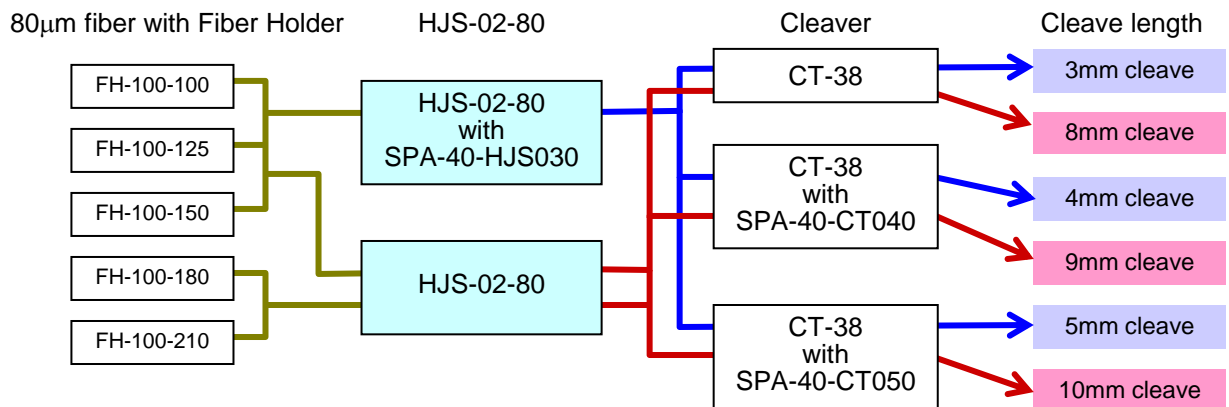 80μm fiber with Fiber Holder
HJS-02-80
Cleaver
Cleave length
FH-100-100
FH-100-125
FH-100-150
FH-100-180
FH-100-210
HJS-02-80
with
SPA-40-HJS030
HJS-02-80
CT-38
CT-38
with
SPA-40-CT040
CT-38
with
SPA-40-CT050
3mm cleave
8mm cleave
4mm cleave
9mm cleave
5mm cleave
10mm cleave